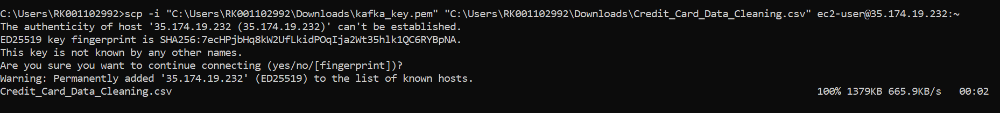 C:\Users\RK001102992>scp -i "C:\Users\RK001102992\Downloads\kafka_key.pem" "C:\Users\RK001102992\Downloads\Credit_Card_Data_Cleaning.csv" ec2-user@35.174.19.232:~
The authenticity of host '35.174.19.232 (35.174.19.232)' can't be established.
ED25519 key fingerprint is SHA256:7ecHPjbHq8kW2UfLkidPOqIja2Wt35hlk1QC6RYBpNA.
This key is not known by any other names.
Are you sure you want to continue connecting (yes/no/[fingerprint])?
Warning: Permanently added '35.174.19.232' (ED25519) to the list of known hosts.
Credit_Card_Data_Cleaning.csv 100% 1379KB 665.9KB/s 00:02